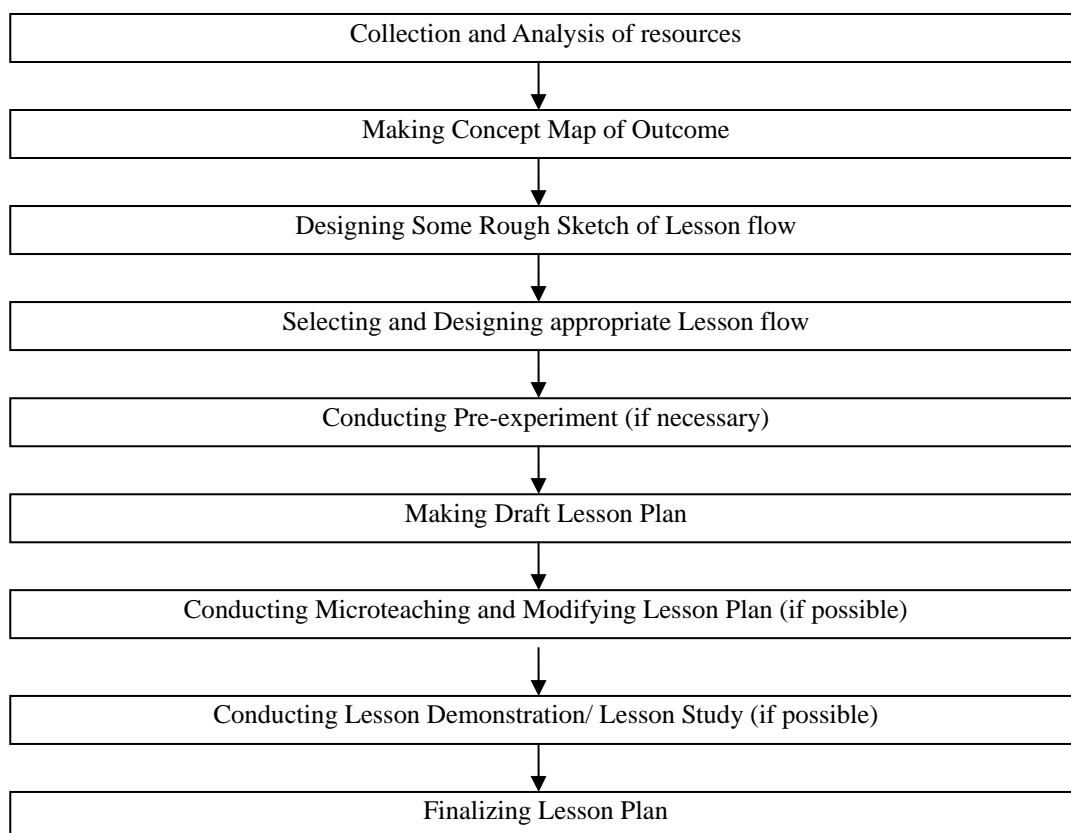 Collection and Analysis of resources
Making Concept Map of Outcome
Designing Some Rough Sketch of Lesson flow
Selecting and Designing appropriate Lesson flow
Conducting Pre-experiment (if necessary)
Making Draft Lesson Plan
Conducting Microteaching and Modifying Lesson Plan (if possible)
Conducting Lesson Demonstration/ Lesson Study (if possible)
Finalizing Lesson Plan